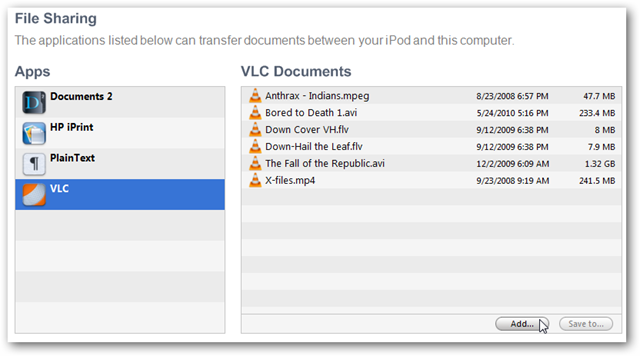 File Sharing
The applications listed below can transfer documents between your iPod and this computer.
Apps
Documents 2
HP iPrint
¶ PlainText
VLC
VLC Documents
Anthrax - Indians.mpeg 8/23/2008 6:57 PM 47.7 MB
Bored to Death 1.avi 5/24/2010 5:16 PM 233.4 MB
Down Cover VH.flv 9/12/2009 6:38 PM 8 MB
Down-Hail the Leaf.flv 9/12/2009 6:38 PM 7.9 MB
The Fall of the Republic.avi 12/2/2009 6:09 AM 1.32 GB
X-files.mp4 9/23/2008 9:19 AM 241.5 MB
Add... Save to...